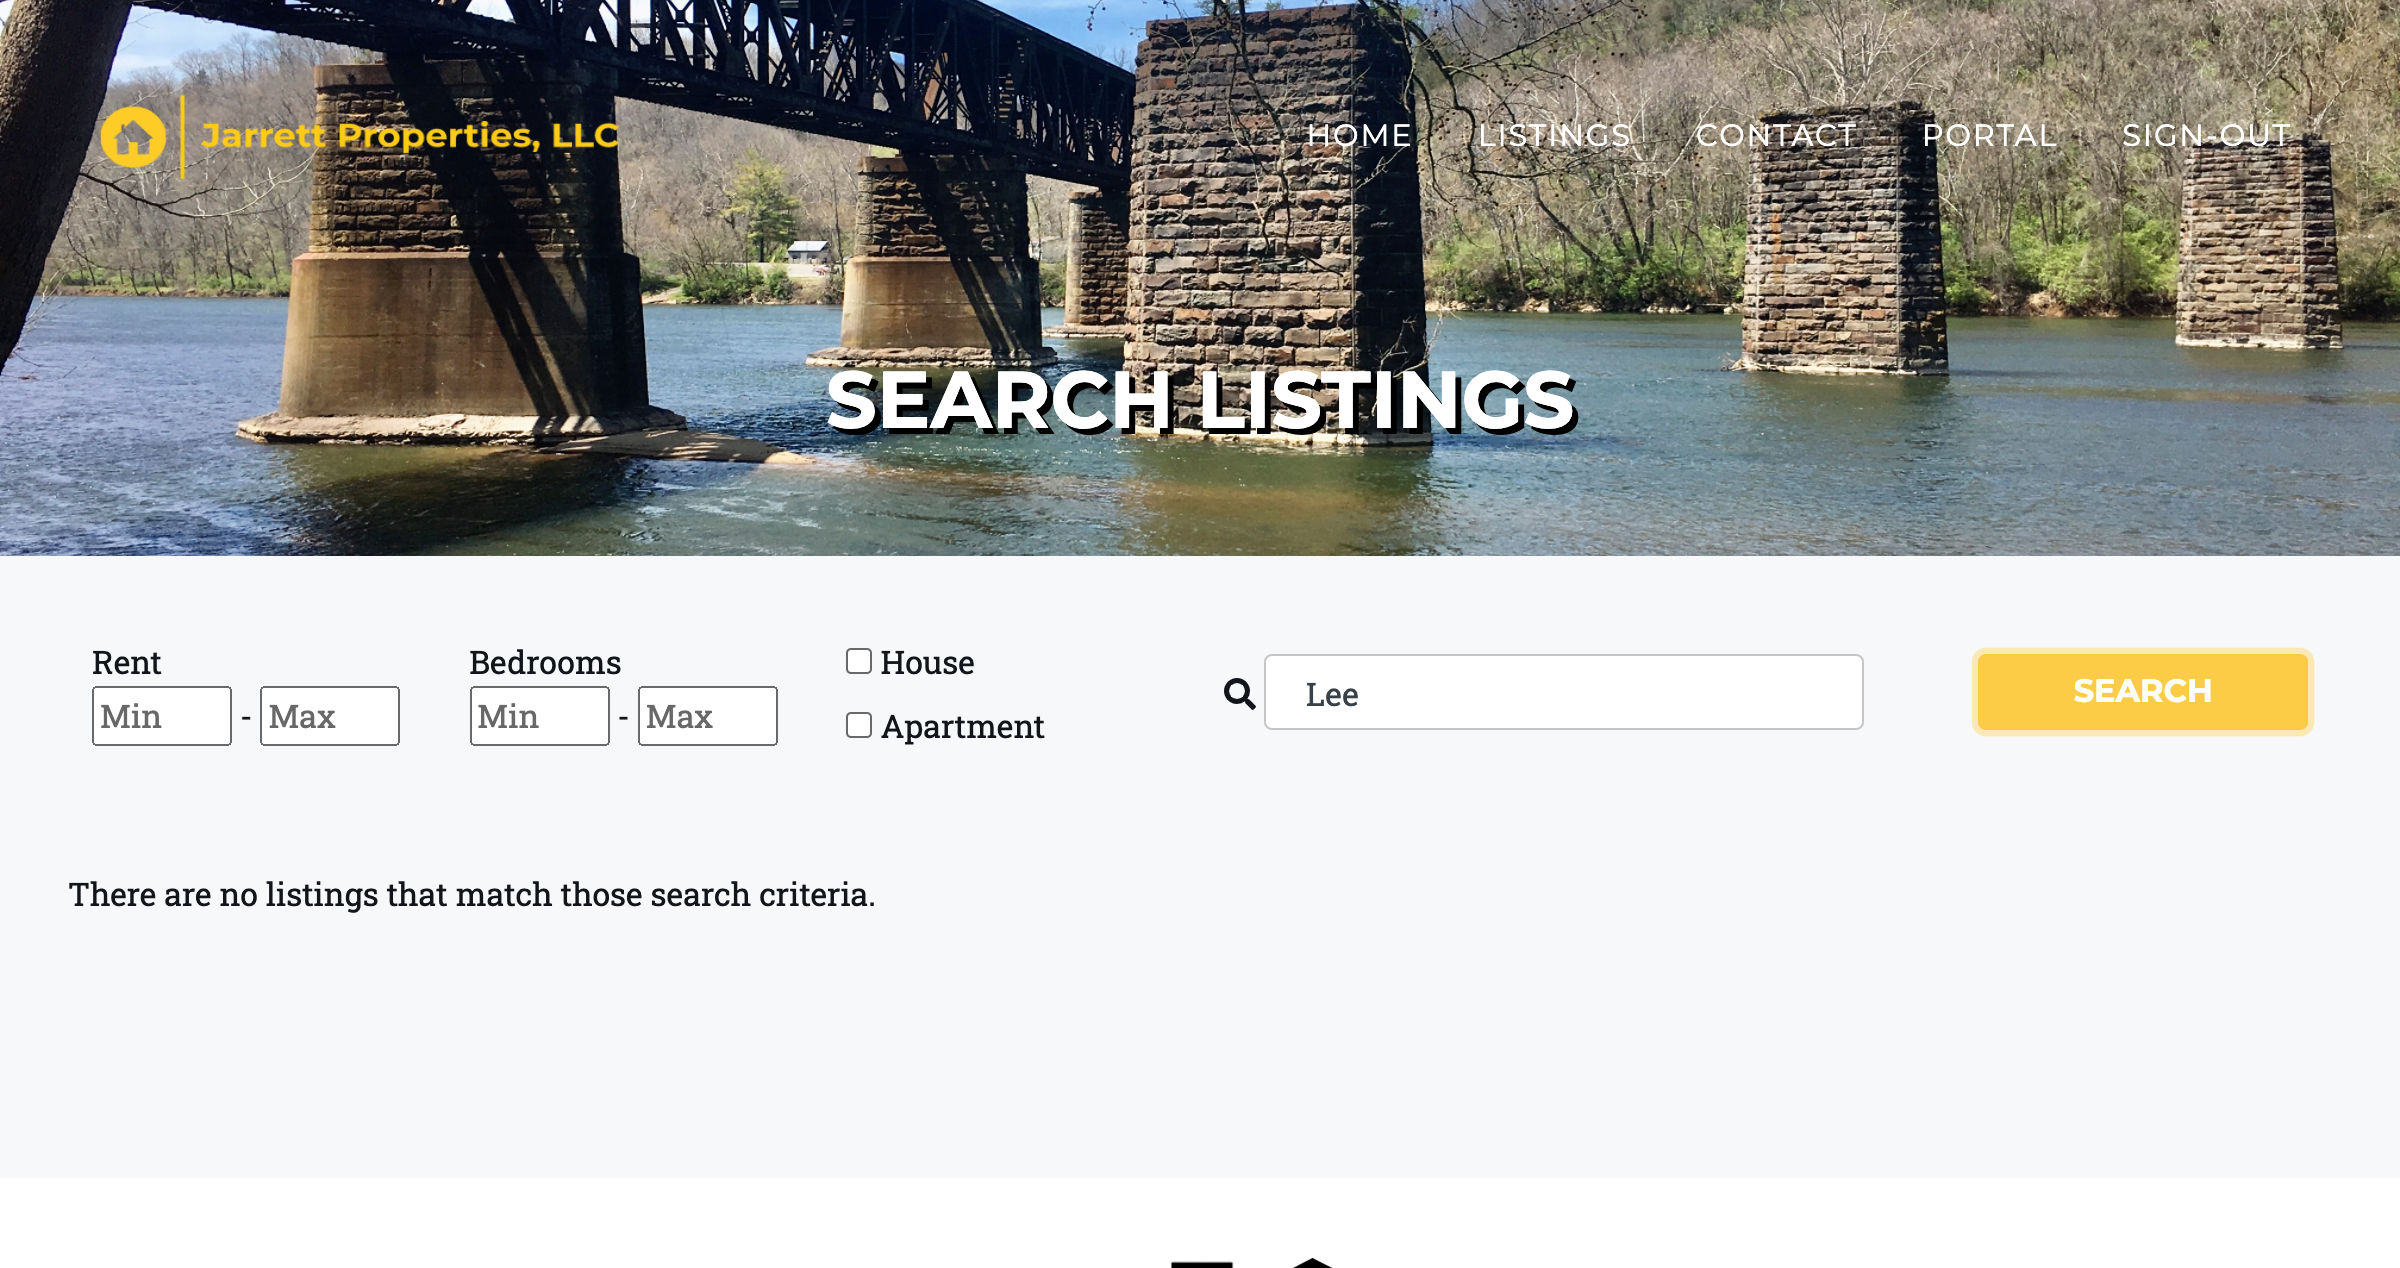 Jarrett Properties, LLC
HOME LISTINGS CONTACT PORTAL SIGN-OUT
SEARCH LISTINGS
Rent
Min - Max
Bedrooms
Min - Max
House
Apartment
Lee
SEARCH
There are no listings that match those search criteria.